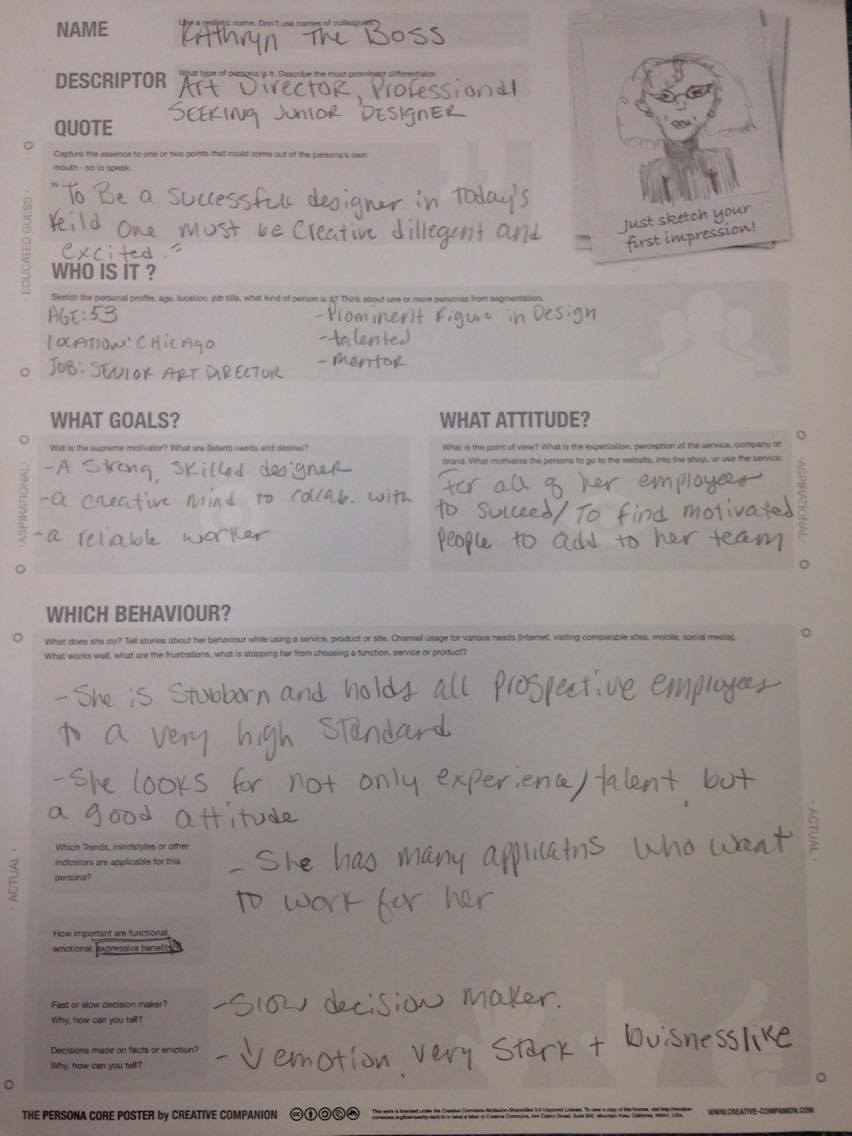 NAME
Use a realistic name. Don't use names of colleagues.
Kathryn The Boss
DESCRIPTOR
What type of persona is it. Describe the most prominent differentiator.
Art Director, Professional
SEEKING JUNIOR DESIGNER
QUOTE
Capture the essence to one or two points that could come out of the persona's own
mouth - so to speak.
"To Be a successfull designer in Today's
feild one must be Creative dillegent and
excited."
Just sketch your
first impression!
· EDUCATED GUESS ·
WHO IS IT ?
Sketch the personal profile, age, location, job title, what kind of person is it? Think about one or more personas from segmentation.
AGE: 53
LOCATION: CHICAGO
JOB: SENIOR ART DIRECTOR
- Prominent Figure in Design
- talented
- mentor
WHAT GOALS?
Wat is the supreme motivator? What are (latent) needs and desires?
- A Strong, Skilled designer
- a creative mind to collab. with
- a reliable worker
· ASPIRATIONAL ·
WHAT ATTITUDE?
What is the point of view? What is the expectation, perception of the service, company or
brand. What motivates the persona to go to the website, into the shop, or use the service.
For all of her employees
to succeed/To find motivated
People to add to her team
· ASPIRATIONAL ·
WHICH BEHAVIOUR?
What does she do? Tell stories about her behaviour while using a service, product or site. Channel usage for various needs (internet, visiting comparable sites, mobile, social media).
What works well, what are the frustrations, what is stopping her from choosing a function, service or product?
- She is Stubborn and holds all Prospective employees
to a very high standard
- She looks for not only experience/talent, but
a good attitude
Which Trends, mindstyles or other
indicators are applicable for this
persona?
- She has many applicatns who want
to work for her
How important are functional,
emotional, expressive benefits?
Fast or slow decision maker?
Why, how can you tell?
- Slow decision maker.
Decisions made on facts or emotion?
Why, how can you tell?
- ↓ emotion, very Stark + buisnesslike
· ACTUAL ·
· ACTUAL ·
THE PERSONA CORE POSTER by CREATIVE COMPANION
This work is licensed under the Creative Commons Attribution-ShareAlike 3.0 Unported License. To view a copy of this license, visit http://creative-
commons.org/licenses/by-sa/3.0/ or send a letter to Creative Commons, 444 Castro Street, Suite 900, Mountain View, California, 94041, USA.
WWW.CREATIVE-COMPANION.COM